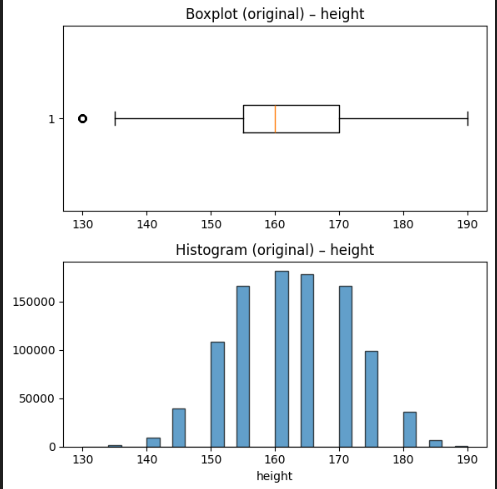 Boxplot (original) – height
1
130 140 150 160 170 180 190
Histogram (original) – height
150000
100000
50000
0
130 140 150 160 170 180 190
height